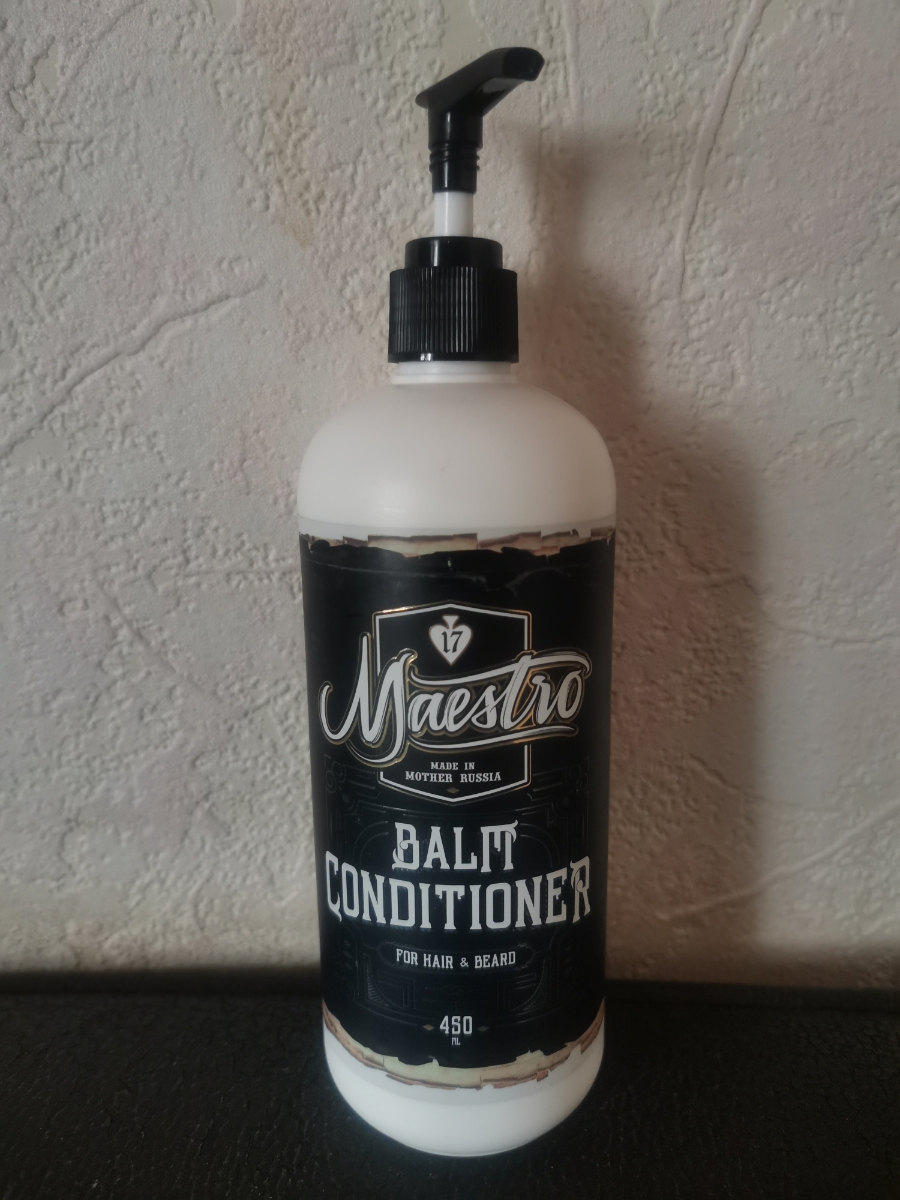 17
Maestro
MADE IN
MOTHER RUSSIA
BALM
CONDITIONER
FOR HAIR & BEARD
450
ML